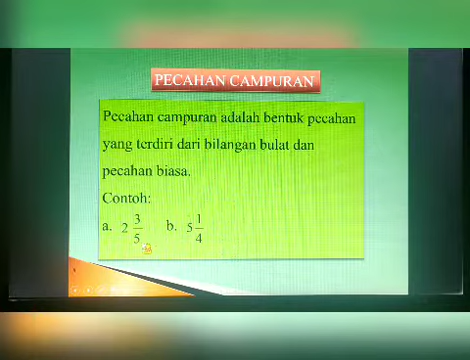 PECAHAN CAMPURAN
Pecahan campuran adalah bentuk pecahan
yang terdiri dari bilangan bulat dan
pecahan biasa.
Contoh:
a. 2 3/5 b. 5 1/4